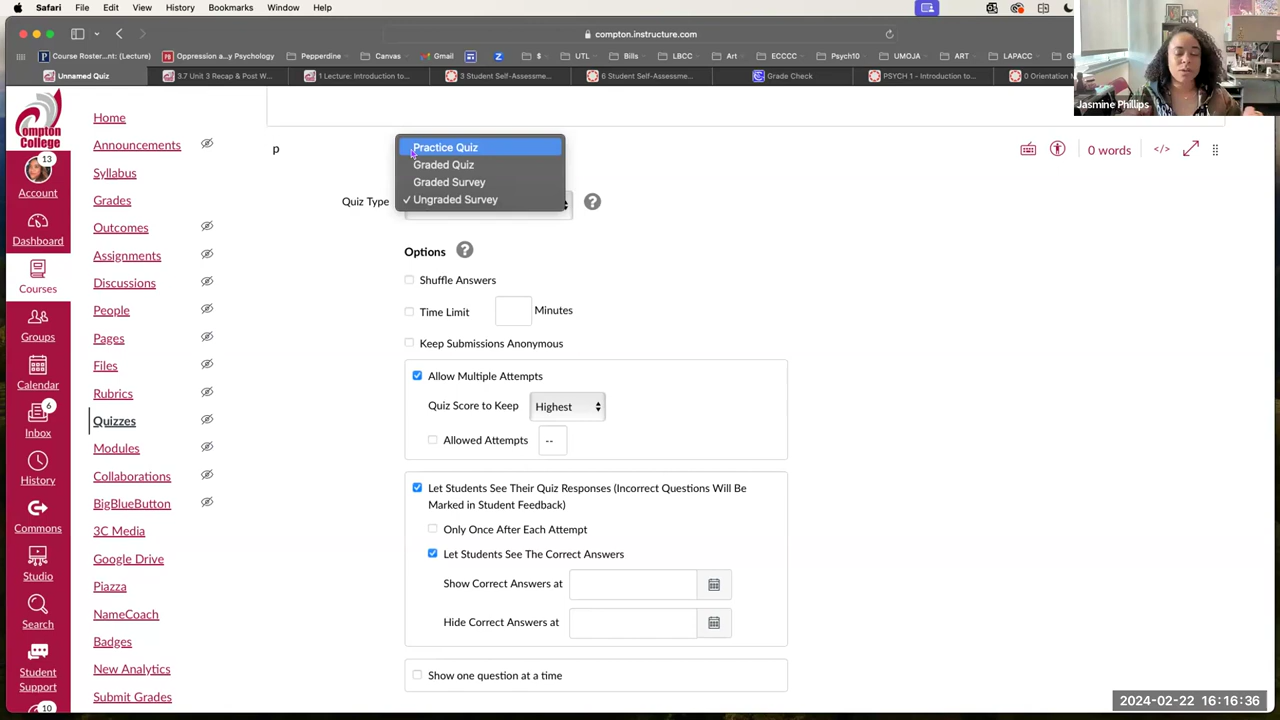 Safari File Edit View History Bookmarks Window Help
compton.instructure.com
Course Roster...nt: (Lecture) Oppression a...y Psychology Pepperdine Canvas Gmail $ UTL Bills LBCC Art ECCCC Psych10 UMOJA ART LAPACC
Unnamed Quiz 3.7 Unit 3 Recap & Post W... 1 Lecture: Introduction to... 3 Student Self-Assessme... 6 Student Self-Assessme... Grade Check PSYCH 1 - Introduction to... 0 Orientation M
Jasmine Phillips
Compton
COLLEGE
13
Account
Dashboard
Courses
Groups
Calendar
6
Inbox
History
Commons
Studio
Search
Student
Support
10
Home
Announcements
Syllabus
Grades
Outcomes
Assignments
Discussions
People
Pages
Files
Rubrics
Quizzes
Modules
Collaborations
BigBlueButton
3C Media
Google Drive
Piazza
NameCoach
Badges
New Analytics
Submit Grades
p
0 words </>
Practice Quiz
Graded Quiz
Graded Survey
✓ Ungraded Survey
Quiz Type ?
Options ?
Shuffle Answers
Time Limit Minutes
Keep Submissions Anonymous
Allow Multiple Attempts
Quiz Score to Keep Highest
Allowed Attempts --
Let Students See Their Quiz Responses (Incorrect Questions Will Be
Marked in Student Feedback)
Only Once After Each Attempt
Let Students See The Correct Answers
Show Correct Answers at
Hide Correct Answers at
Show one question at a time
2024-02-22 16:16:36